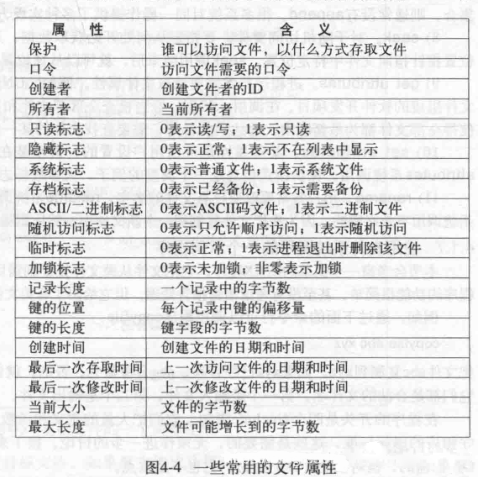 属 性 含 义
保护 谁可以访问文件,以什么方式存取文件
口令 访问文件需要的口令
创建者 创建文件者的ID
所有者 当前所有者
只读标志 0表示读/写;1表示只读
隐藏标志 0表示正常;1表示不在列表中显示
系统标志 0表示普通文件;1表示系统文件
存档标志 0表示已经备份;1表示需要备份
ASCII/二进制标志 0表示ASCII码文件;1表示二进制文件
随机访问标志 0表示只允许顺序访问;1表示随机访问
临时标志 0表示正常;1表示进程退出时删除该文件
加锁标志 0表示未加锁;非零表示加锁
记录长度 一个记录中的字节数
键的位置 每个记录中键的偏移量
键的长度 键字段的字节数
创建时间 创建文件的日期和时间
最后一次存取时间 上一次访问文件的日期和时间
最后一次修改时间 上一次修改文件的日期和时间
当前大小 文件的字节数
最大长度 文件可能增长到的字节数
图4-4 一些常用的文件属性